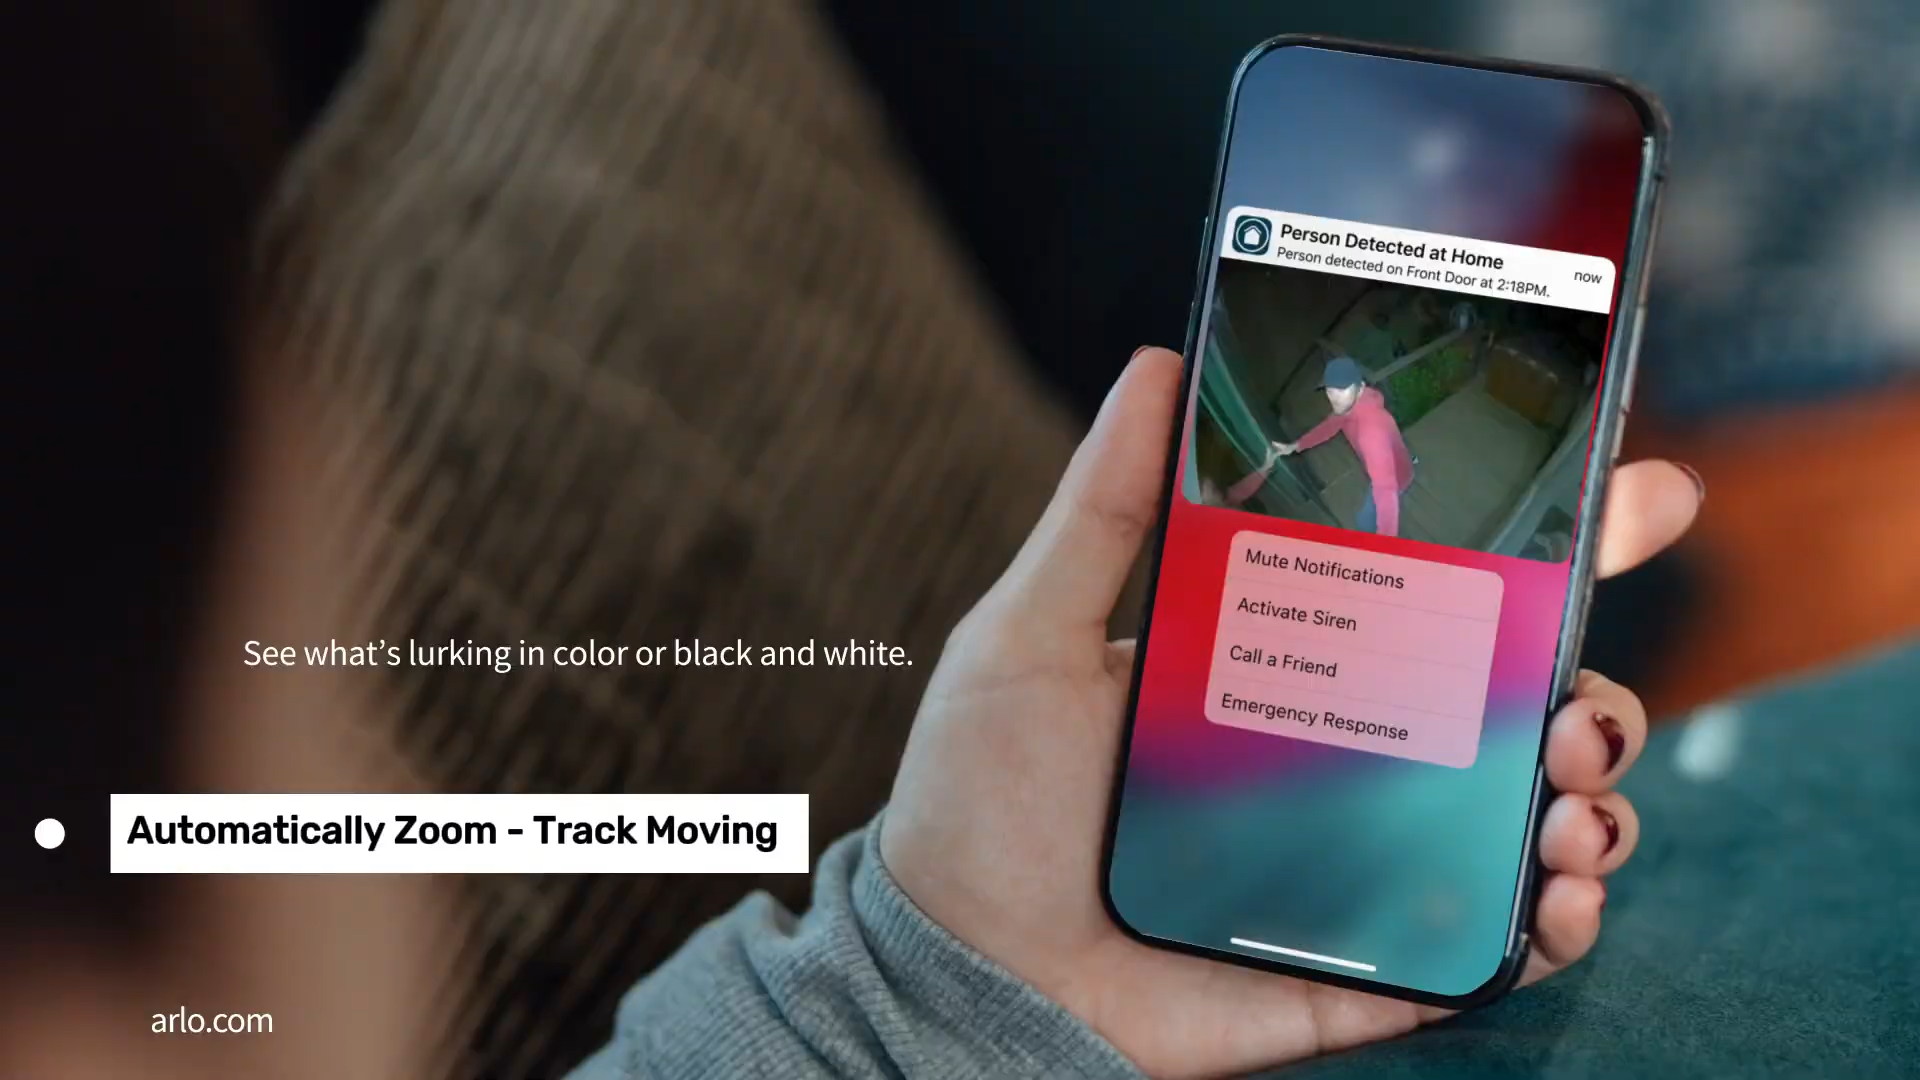 Person Detected at Home
now
Person detected on Front Door at 2:18PM.
Mute Notifications
Activate Siren
Call a Friend
Emergency Response
See what’s lurking in color or black and white.
Automatically Zoom - Track Moving
arlo.com